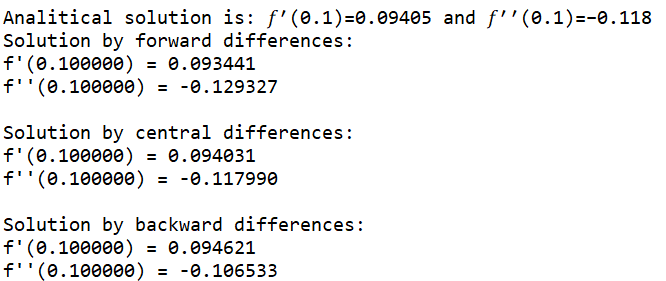 Analitical solution is: f′(0.1)=0.09405 and f′′(0.1)=-0.118
Solution by forward differences:
f'(0.100000) = 0.093441
f''(0.100000) = -0.129327
Solution by central differences:
f'(0.100000) = 0.094031
f''(0.100000) = -0.117990
Solution by backward differences:
f'(0.100000) = 0.094621
f''(0.100000) = -0.106533